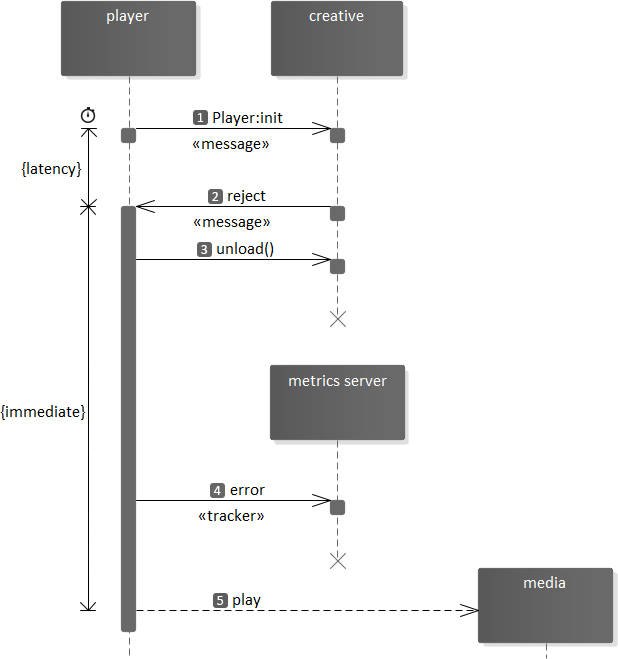 player
creative
1 Player:init
«message»
{latency}
2 reject
«message»
3 unload()
metrics server
{immediate}
4 error
«tracker»
media
5 play